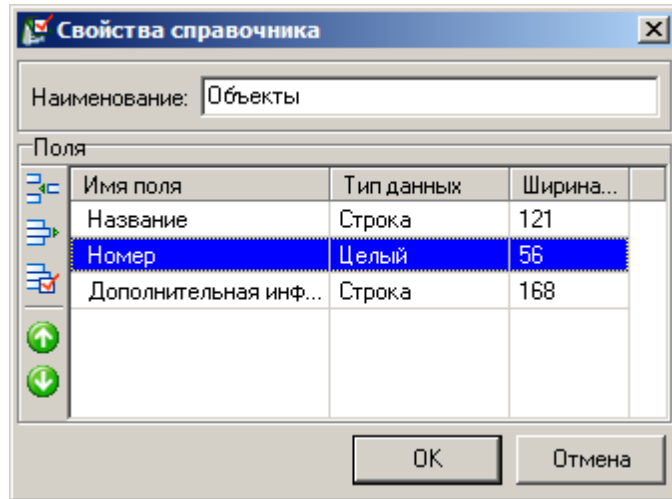 Свойства справочника
Наименование: Объекты
Поля
Имя поля Тип данных Ширина...
Название Строка 121
Номер Целый 56
Дополнительная инф... Строка 168
OK Отмена